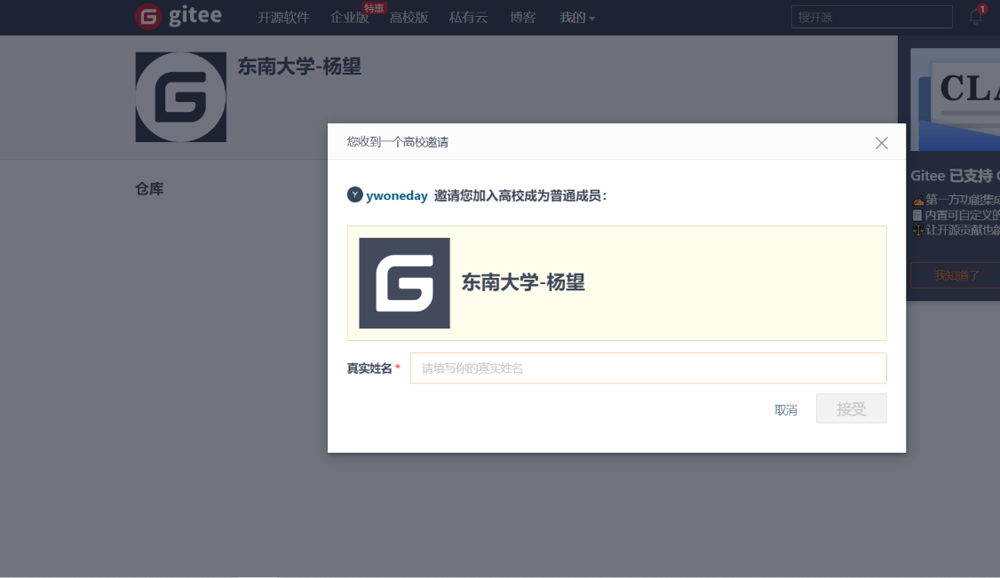 gitee 开源软件 企业版 特惠 高校版 私有云 博客 我的 搜开源 1
东南大学-杨望
仓库
您收到一个高校邀请
Y ywoneday 邀请您加入高校成为普通成员：
东南大学-杨望
真实姓名 * 请填写你的真实姓名
取消 接受
CLA
Gitee 已支持 C
第一方功能集成
内置可自定义的
让开源贡献也能
我知道了